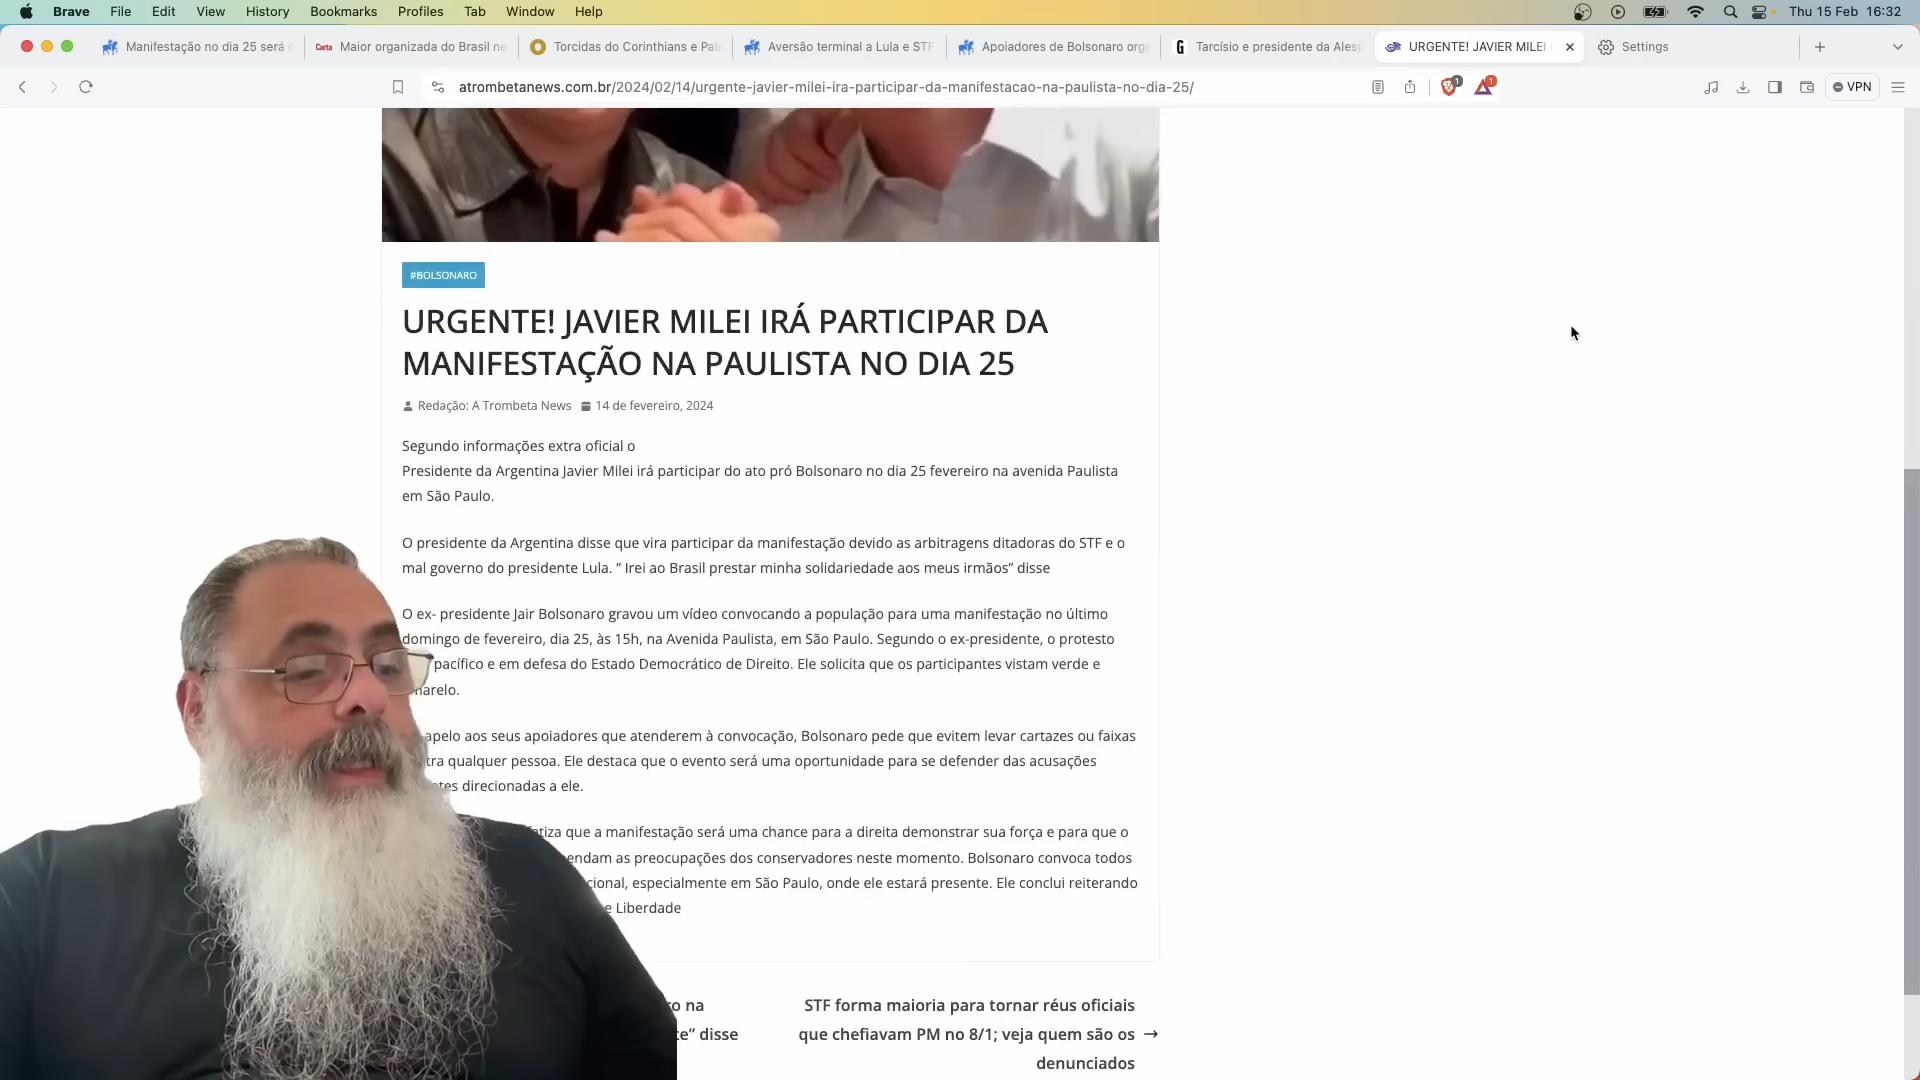 Brave File Edit View History Bookmarks Profiles Tab Window Help Thu 15 Feb 16:32
Manifestação no dia 25 será Maior organizada do Brasil ne Torcidas do Corinthians e Aversão terminal a Lula e STF Apoiadores de Bolsonaro Tarcísio e presidente da Alesp URGENTE! JAVIER MILEI Settings
atrombetanews.com.br/2024/02/14/urgente-javier-milei-ira-participar-da-manifestacao-na-paulista-no-dia-25/ 1 1 VPN
#BOLSONARO
URGENTE! JAVIER MILEI IRÁ PARTICIPAR DA
MANIFESTAÇÃO NA PAULISTA NO DIA 25
Redação: A Trombeta News 14 de fevereiro, 2024
Segundo informações extra oficial o
Presidente da Argentina Javier Milei irá participar do ato pró Bolsonaro no dia 25 fevereiro na avenida Paulista
em São Paulo.
O presidente da Argentina disse que vira participar da manifestação devido as arbitragens ditadoras do STF e o
mal governo do presidente Lula. ” Irei ao Brasil prestar minha solidariedade aos meus irmãos” disse
O ex- presidente Jair Bolsonaro gravou um vídeo convocando a população para uma manifestação no último
domingo de fevereiro, dia 25, às 15h, na Avenida Paulista, em São Paulo. Segundo o ex-presidente, o protesto
pacífico e em defesa do Estado Democrático de Direito. Ele solicita que os participantes vistam verde e
marelo.
apelo aos seus apoiadores que atenderem à convocação, Bolsonaro pede que evitem levar cartazes ou faixas
tra qualquer pessoa. Ele destaca que o evento será uma oportunidade para se defender das acusações
tes direcionadas a ele.
tiza que a manifestação será uma chance para a direita demonstrar sua força e para que o
endam as preocupações dos conservadores neste momento. Bolsonaro convoca todos
cional, especialmente em São Paulo, onde ele estará presente. Ele conclui reiterando
e Liberdade
ro na
te” disse
STF forma maioria para tornar réus oficiais
que chefiavam PM no 8/1; veja quem são os →
denunciados